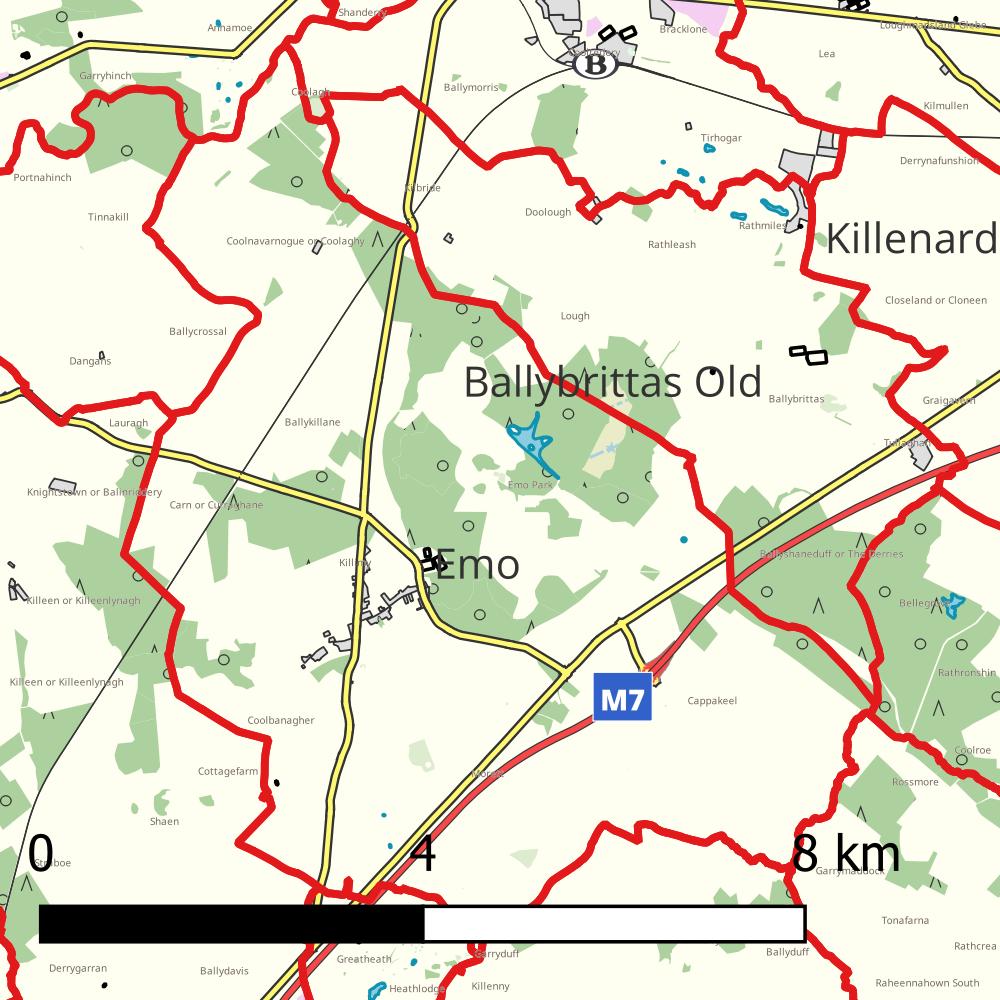 Shanderry
Annamoe
Loughmansland Glebe
Bracklone
Lea
B
Garryhinch
Coolagh
Ballymorris
Kilmullen
Tirhogar
Derrynafunshion
Portnahinch
Kilbride
Tinnakill
Doolough
Rathmiles
Coolnavarnogue or Coolaghy
Rathleash
Killenard
Closeland or Cloneen
Lough
Ballycrossal
Dangans
Ballybrittas Old
Ballybrittas
Graigavern
Lauragh
Ballykillane
Tullaghan
Emo Park
Knightstown or Balinriddery
Carn or Curraghane
Ballyshaneduff or The Derries
Killimy
Emo
Killeen or Killeenlynagh
Bellegrove
Rathronshin
Killeen or Killeenlynagh
M7
Cappakeel
Coolbanagher
Coolroe
Cottagefarm
Morett
Rossmore
Shaen
0
4
8 km
Straboe
Garrymaddock
Tonafarna
Rathcrea
Garryduff
Ballyduff
Greatheath
Derrygarran
Ballydavis
Heathlodge
Killenny
Raheennahown South